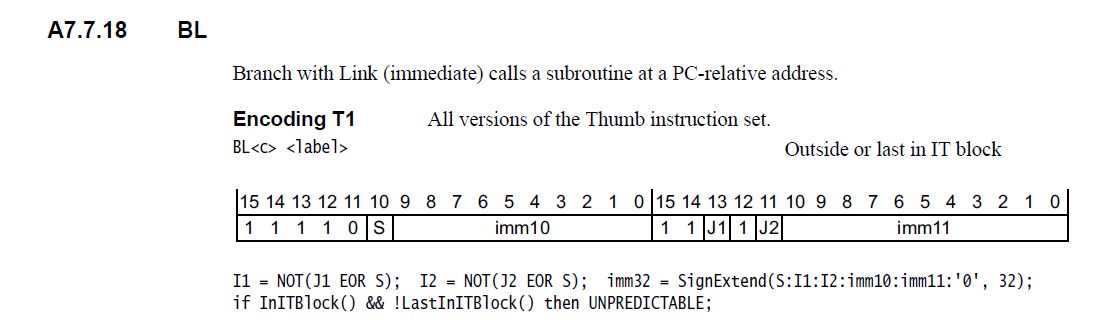 A7.7.18 BL
Branch with Link (immediate) calls a subroutine at a PC-relative address.
Encoding T1 All versions of the Thumb instruction set.
BL<c> <label> Outside or last in IT block
15 14 13 12 11 10 9 8 7 6 5 4 3 2 1 0 15 14 13 12 11 10 9 8 7 6 5 4 3 2 1 0
1 1 1 1 0 S imm10 1 1 J1 1 J2 imm11
I1 = NOT(J1 EOR S); I2 = NOT(J2 EOR S); imm32 = SignExtend(S:I1:I2:imm10:imm11:'0', 32);
if InITBlock() && !LastInITBlock() then UNPREDICTABLE;